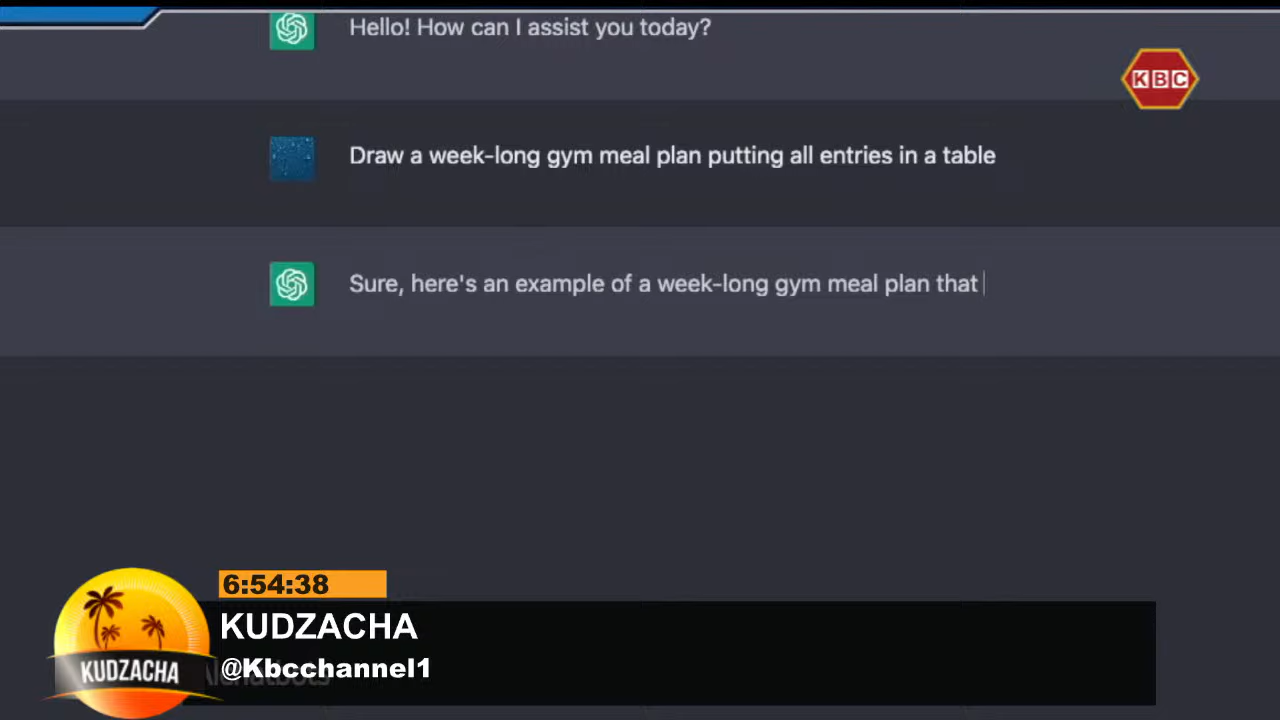 Hello! How can I assist you today?
KBC
Draw a week-long gym meal plan putting all entries in a table
Sure, here's an example of a week-long gym meal plan that
6:54:38
KUDZACHA
KUDZACHA
@Kbcchannel1